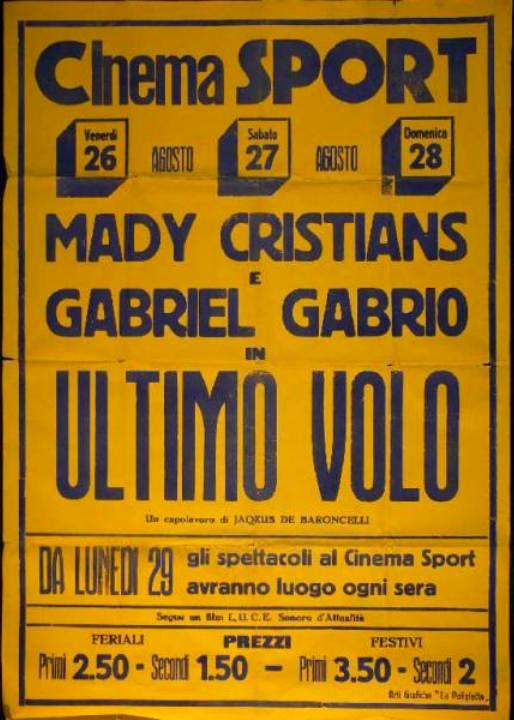 CInema SPORT
Venerdì 26 AGOSTO Sabato 27 AGOSTO Domenica 28
MADY CRISTIANS
E
GABRIEL GABRIO
IN
ULTIMO VOLO
Un capolavoro di JAQEUS DE BARONCELLI
DA LUNEDI 29 gli spettacoli al Cinema Sport
avranno luogo ogni sera
Segue un film L.U.C.E. Sonoro d'Attualità
FERIALI PREZZI FESTIVI
Primi 2.50 - Secondi 1.50 — Primi 3.50 - Secondi 2
Arti Grafiche "La Poliglotta"